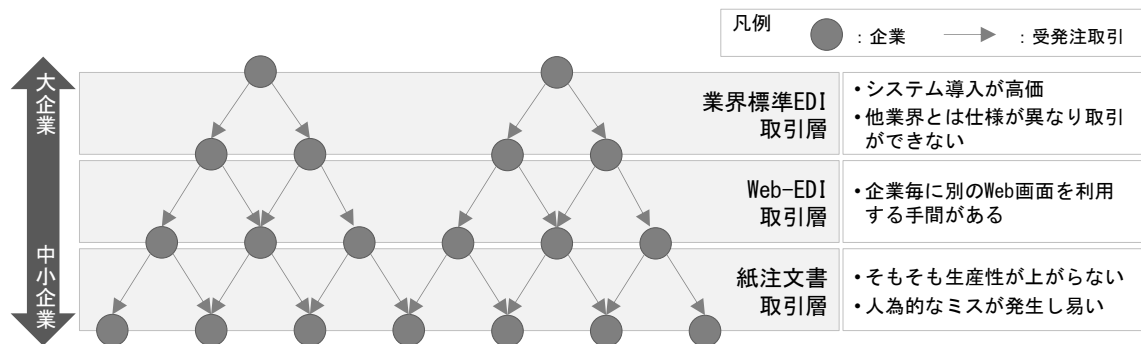 凡例
：企業
：受発注取引
大企業
中小企業
業界標準EDI
取引層
・システム導入が高価
・他業界とは仕様が異なり取引
ができない
Web-EDI
取引層
・企業毎に別のWeb画面を利用
する手間がある
紙注文書
取引層
・そもそも生産性が上がらない
・人為的なミスが発生し易い